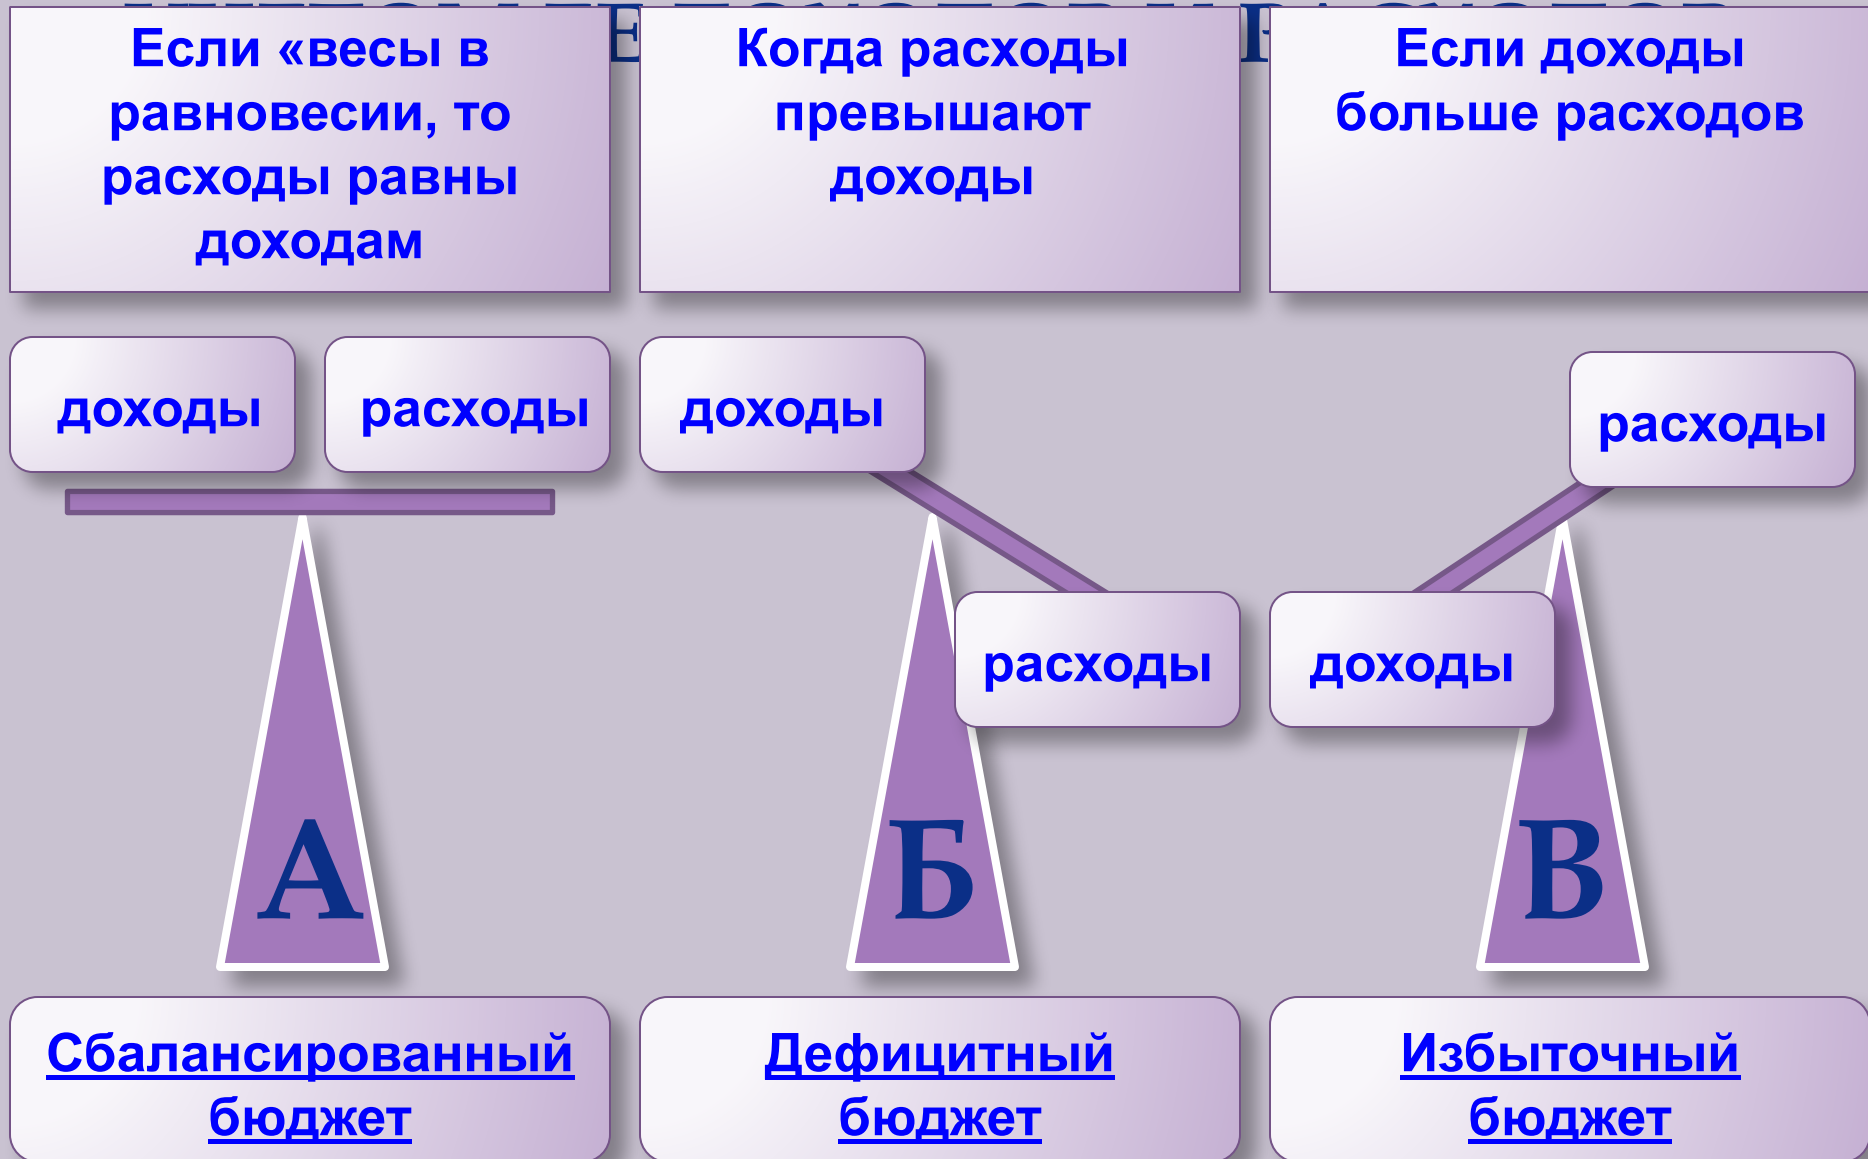 Если «весы в
равновесии, то
расходы равны
доходам
Когда расходы
превышают
доходы
Если доходы
больше расходов
доходы
расходы
доходы
расходы
расходы
доходы
А
Б
В
Сбалансированный
бюджет
Дефицитный
бюджет
Избыточный
бюджет